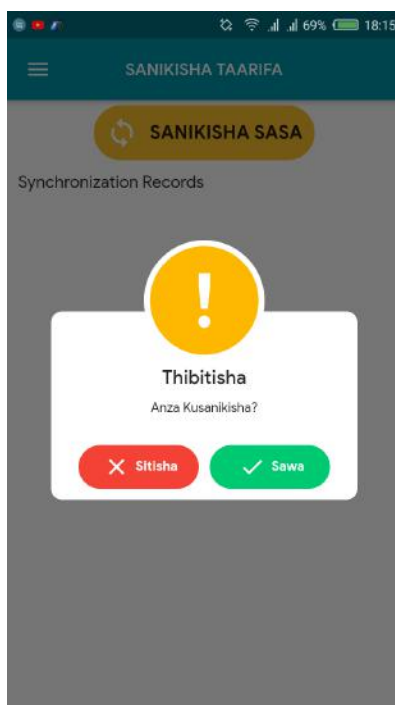 69% 18:15
SANIKISHA TAARIFA
SANIKISHA SASA
Synchronization Records
!
Thibitisha
Anza Kusanikisha?
SItisha
Sawa